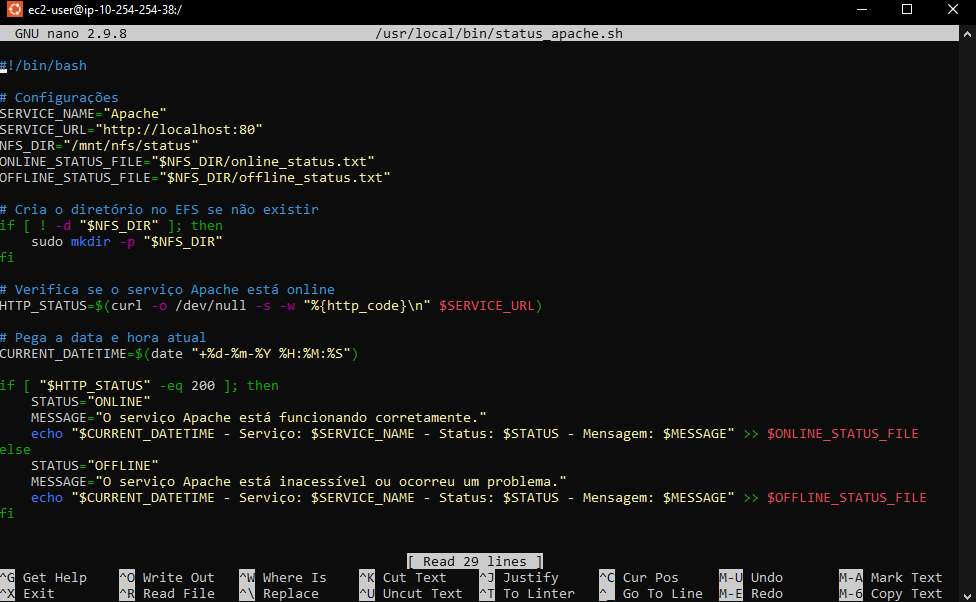 ec2-user@ip-10-254-254-38:/
GNU nano 2.9.8 /usr/local/bin/status_apache.sh
#!/bin/bash
# Configurações
SERVICE_NAME="Apache"
SERVICE_URL="http://localhost:80"
NFS_DIR="/mnt/nfs/status"
ONLINE_STATUS_FILE="$NFS_DIR/online_status.txt"
OFFLINE_STATUS_FILE="$NFS_DIR/offline_status.txt"
# Cria o diretório no EFS se não existir
if [ ! -d "$NFS_DIR" ]; then
    sudo mkdir -p "$NFS_DIR"
fi
# Verifica se o serviço Apache está online
HTTP_STATUS=$(curl -o /dev/null -s -w "%{http_code}\n" $SERVICE_URL)
# Pega a data e hora atual
CURRENT_DATETIME=$(date "+%d-%m-%Y %H:%M:%S")
if [ "$HTTP_STATUS" -eq 200 ]; then
    STATUS="ONLINE"
    MESSAGE="O serviço Apache está funcionando corretamente."
    echo "$CURRENT_DATETIME - Serviço: $SERVICE_NAME - Status: $STATUS - Mensagem: $MESSAGE" >> $ONLINE_STATUS_FILE
else
    STATUS="OFFLINE"
    MESSAGE="O serviço Apache está inacessível ou ocorreu um problema."
    echo "$CURRENT_DATETIME - Serviço: $SERVICE_NAME - Status: $STATUS - Mensagem: $MESSAGE" >> $OFFLINE_STATUS_FILE
fi
[ Read 29 lines ]
^G Get Help ^O Write Out ^W Where Is ^K Cut Text ^J Justify ^C Cur Pos M-U Undo M-A Mark Text
^X Exit ^R Read File ^\ Replace ^U Uncut Text ^T To Linter ^_ Go To Line M-E Redo M-6 Copy Text